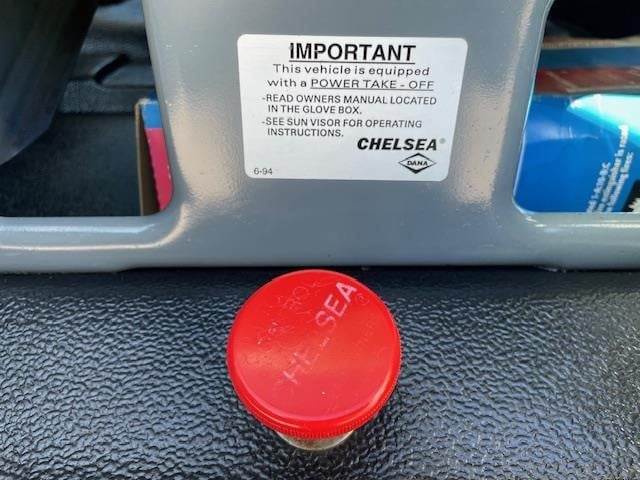 IMPORTANT
This vehicle is equipped
with a POWER TAKE - OFF
-READ OWNERS MANUAL LOCATED
IN THE GLOVE BOX.
-SEE SUN VISOR FOR OPERATING
INSTRUCTIONS.
CHELSEA®
DANA
6-94
CHELSEA